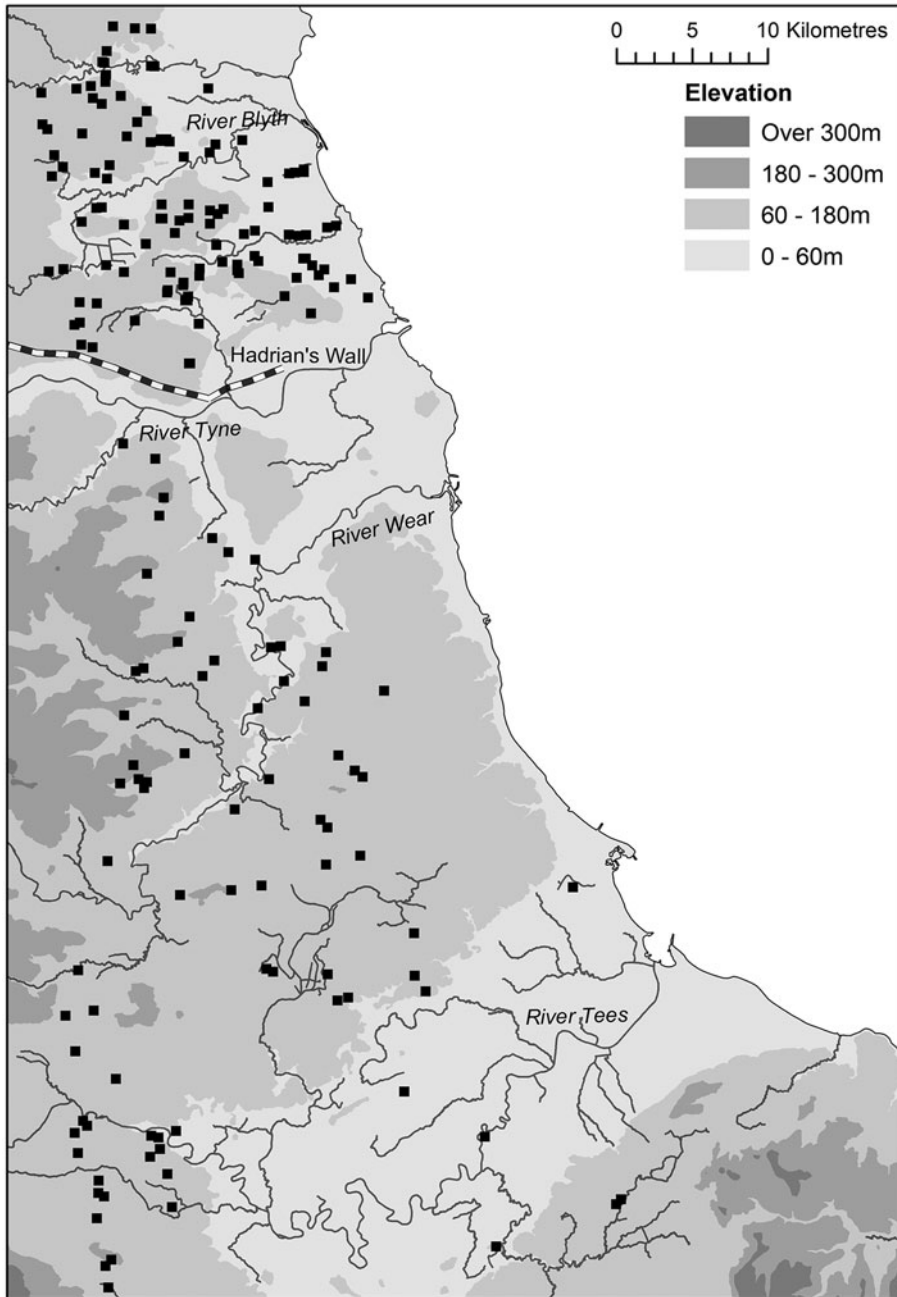 0 5 10 Kilometres
Elevation
Over 300m
180 - 300m
60 - 180m
0 - 60m
River Blyth
Hadrian's Wall
River Tyne
River Wear
River Tees